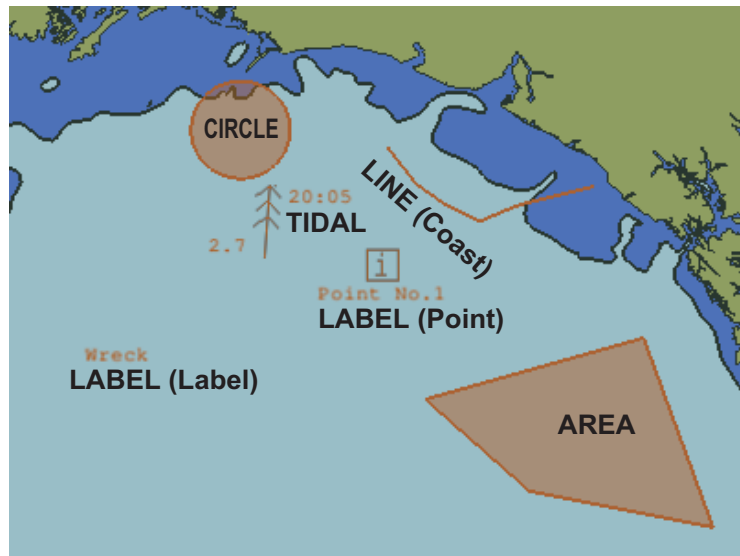 CIRCLE
20:05
TIDAL
2.7
LINE (Coast)
i
Point No.1
LABEL (Point)
Wreck
LABEL (Label)
AREA